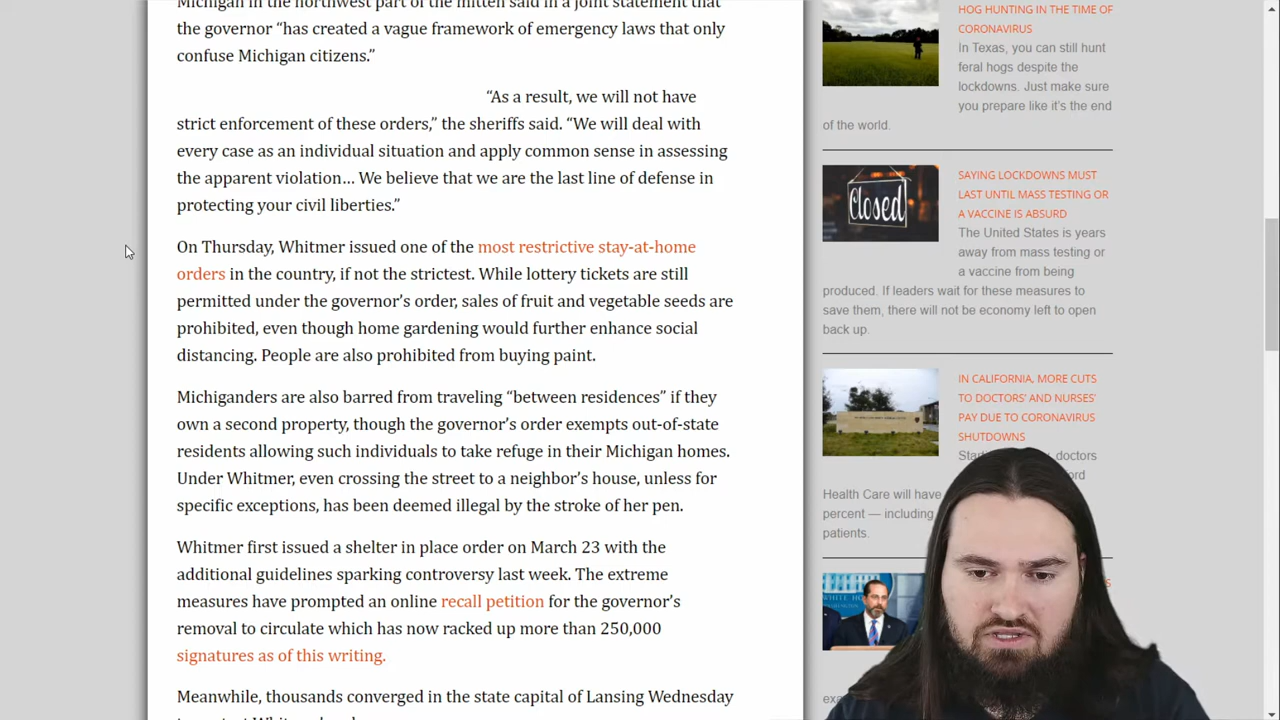 Michigan in the northwest part of the mitten said in a joint statement that
the governor “has created a vague framework of emergency laws that only
confuse Michigan citizens.”
“As a result, we will not have
strict enforcement of these orders,” the sheriffs said. “We will deal with
every case as an individual situation and apply common sense in assessing
the apparent violation… We believe that we are the last line of defense in
protecting your civil liberties.”
On Thursday, Whitmer issued one of the most restrictive stay-at-home
orders in the country, if not the strictest. While lottery tickets are still
permitted under the governor’s order, sales of fruit and vegetable seeds are
prohibited, even though home gardening would further enhance social
distancing. People are also prohibited from buying paint.
Michiganders are also barred from traveling “between residences” if they
own a second property, though the governor’s order exempts out-of-state
residents allowing such individuals to take refuge in their Michigan homes.
Under Whitmer, even crossing the street to a neighbor’s house, unless for
specific exceptions, has been deemed illegal by the stroke of her pen.
Whitmer first issued a shelter in place order on March 23 with the
additional guidelines sparking controversy last week. The extreme
measures have prompted an online recall petition for the governor’s
removal to circulate which has now racked up more than 250,000
signatures as of this writing.
Meanwhile, thousands converged in the state capital of Lansing Wednesday
HOG HUNTING IN THE TIME OF
CORONAVIRUS
In Texas, you can still hunt
feral hogs despite the
lockdowns. Just make sure
you prepare like it’s the end
of the world.
Closed
SAYING LOCKDOWNS MUST
LAST UNTIL MASS TESTING OR
A VACCINE IS ABSURD
The United States is years
away from mass testing or
a vaccine from being
produced. If leaders wait for these measures to
save them, there will not be economy left to open
back up.
IN CALIFORNIA, MORE CUTS
TO DOCTORS’ AND NURSES’
PAY DUE TO CORONAVIRUS
SHUTDOWNS
doctors
Health Care will have
percent — including
patients.
WHITE HO